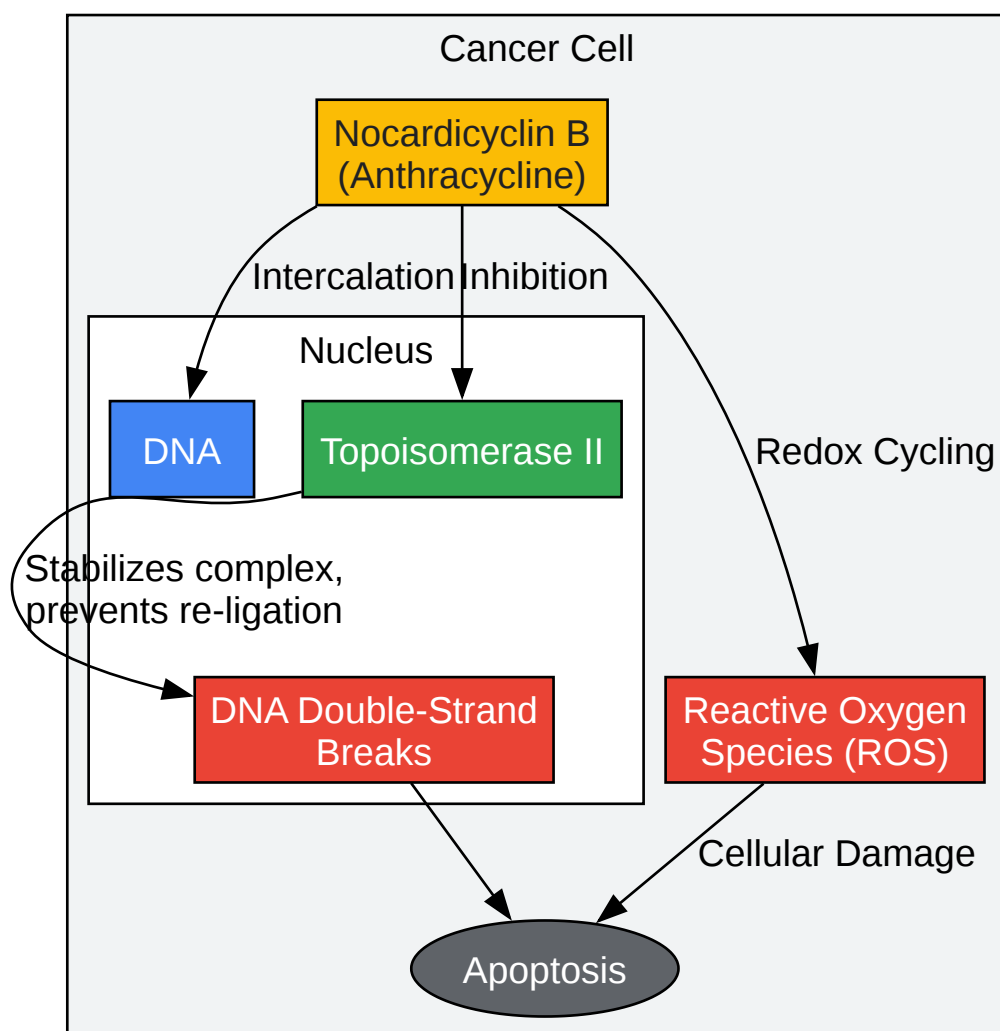 Cancer Cell
Nocardicyclin B
(Anthracycline)
Intercalation
Inhibition
Nucleus
DNA
Topoisomerase II
Redox Cycling
Stabilizes complex,
prevents re-ligation
DNA Double-Strand
Breaks
Reactive Oxygen
Species (ROS)
Cellular Damage
Apoptosis